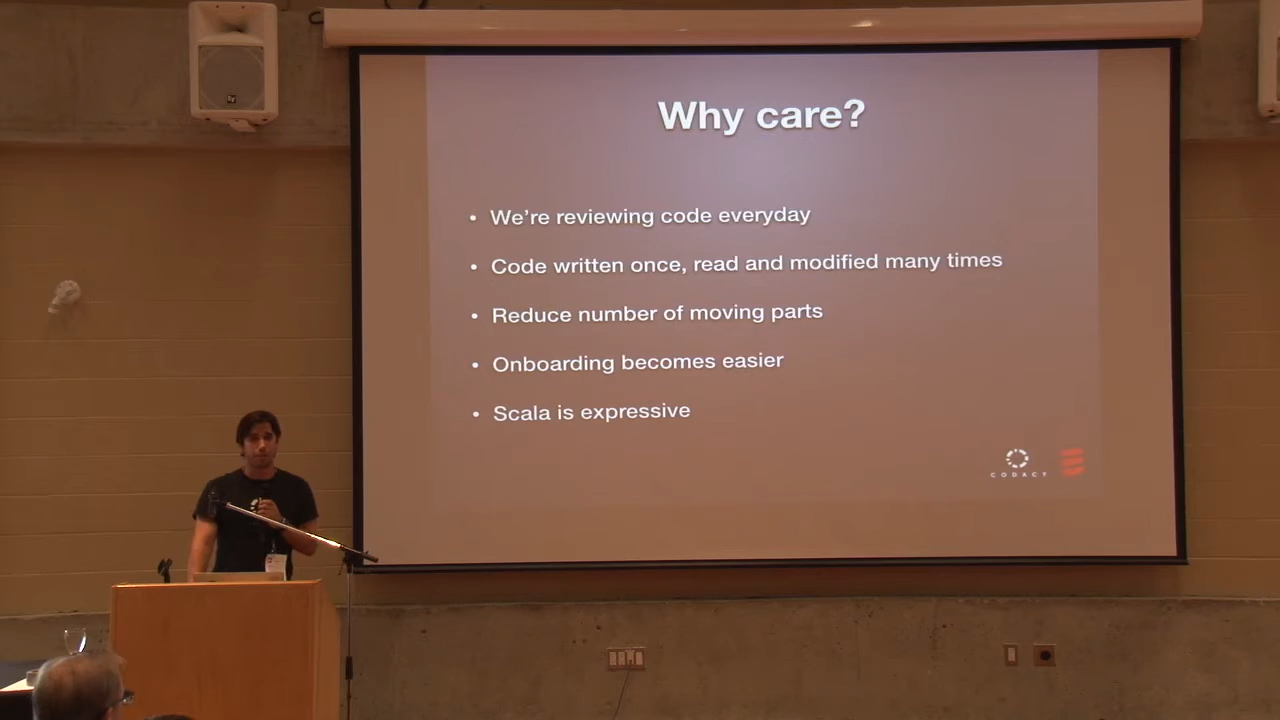 Why care?
• We're reviewing code everyday
• Code written once, read and modified many times
• Reduce number of moving parts
• Onboarding becomes easier
• Scala is expressive
CODACY